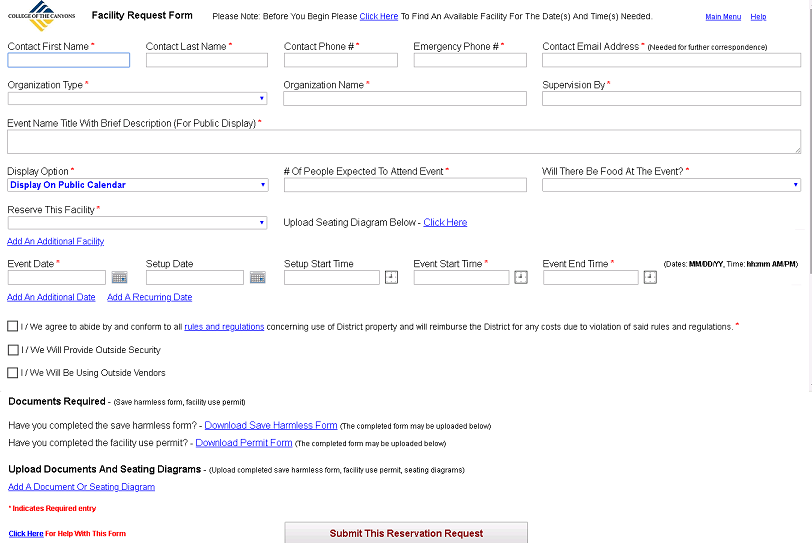 COLLEGE OF THE CANYONS
Facility Request Form
Please Note: Before You Begin Please Click Here To Find An Available Facility For The Date(s) And Time(s) Needed.
Main Menu Help
Contact First Name * Contact Last Name * Contact Phone # * Emergency Phone # * Contact Email Address * (Needed for further correspondence)
Organization Type * Organization Name * Supervision By *
Event Name Title With Brief Description (For Public Display) *
Display Option * # Of People Expected To Attend Event * Will There Be Food At The Event? *
Display On Public Calendar
Reserve This Facility *
Upload Seating Diagram Below - Click Here
Add An Additional Facility
Event Date * Setup Date Setup Start Time Event Start Time * Event End Time * (Dates: MM/DD/YY, Time: hh:mm AM/PM)
Add An Additional Date Add A Recurring Date
I / We agree to abide by and conform to all rules and regulations concerning use of District property and will reimburse the District for any costs due to violation of said rules and regulations. *
I / We Will Provide Outside Security
I / We Will Be Using Outside Vendors
Documents Required - (Save harmless form, facility use permit)
Have you completed the save harmless form? - Download Save Harmless Form (The completed form may be uploaded below)
Have you completed the facility use permit? - Download Permit Form (The completed form may be uploaded below)
Upload Documents And Seating Diagrams - (Upload completed save harmless form, facility use permit, seating diagrams)
Add A Document Or Seating Diagram
* Indicates Required entry
Click Here For Help With This Form
Submit This Reservation Request